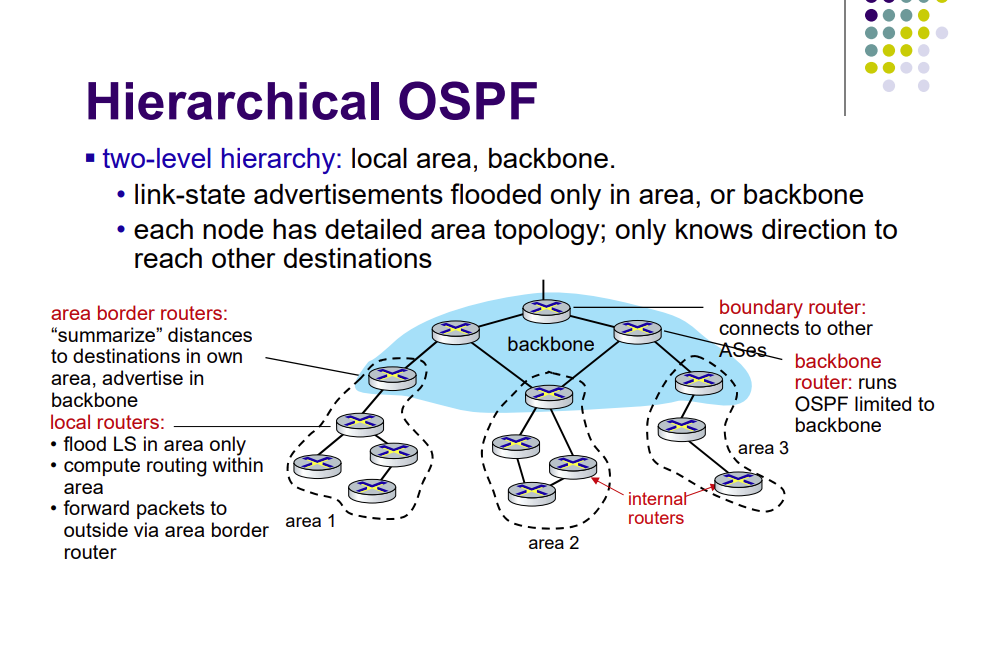 Hierarchical OSPF
▪ two-level hierarchy: local area, backbone.
• link-state advertisements flooded only in area, or backbone
• each node has detailed area topology; only knows direction to
reach other destinations
area border routers:
“summarize” distances
to destinations in own
area, advertise in
backbone
local routers:
• flood LS in area only
• compute routing within
area
• forward packets to
outside via area border
router
backbone
boundary router:
connects to other
ASes
backbone
router: runs
OSPF limited to
backbone
area 3
internal
routers
area 1
area 2